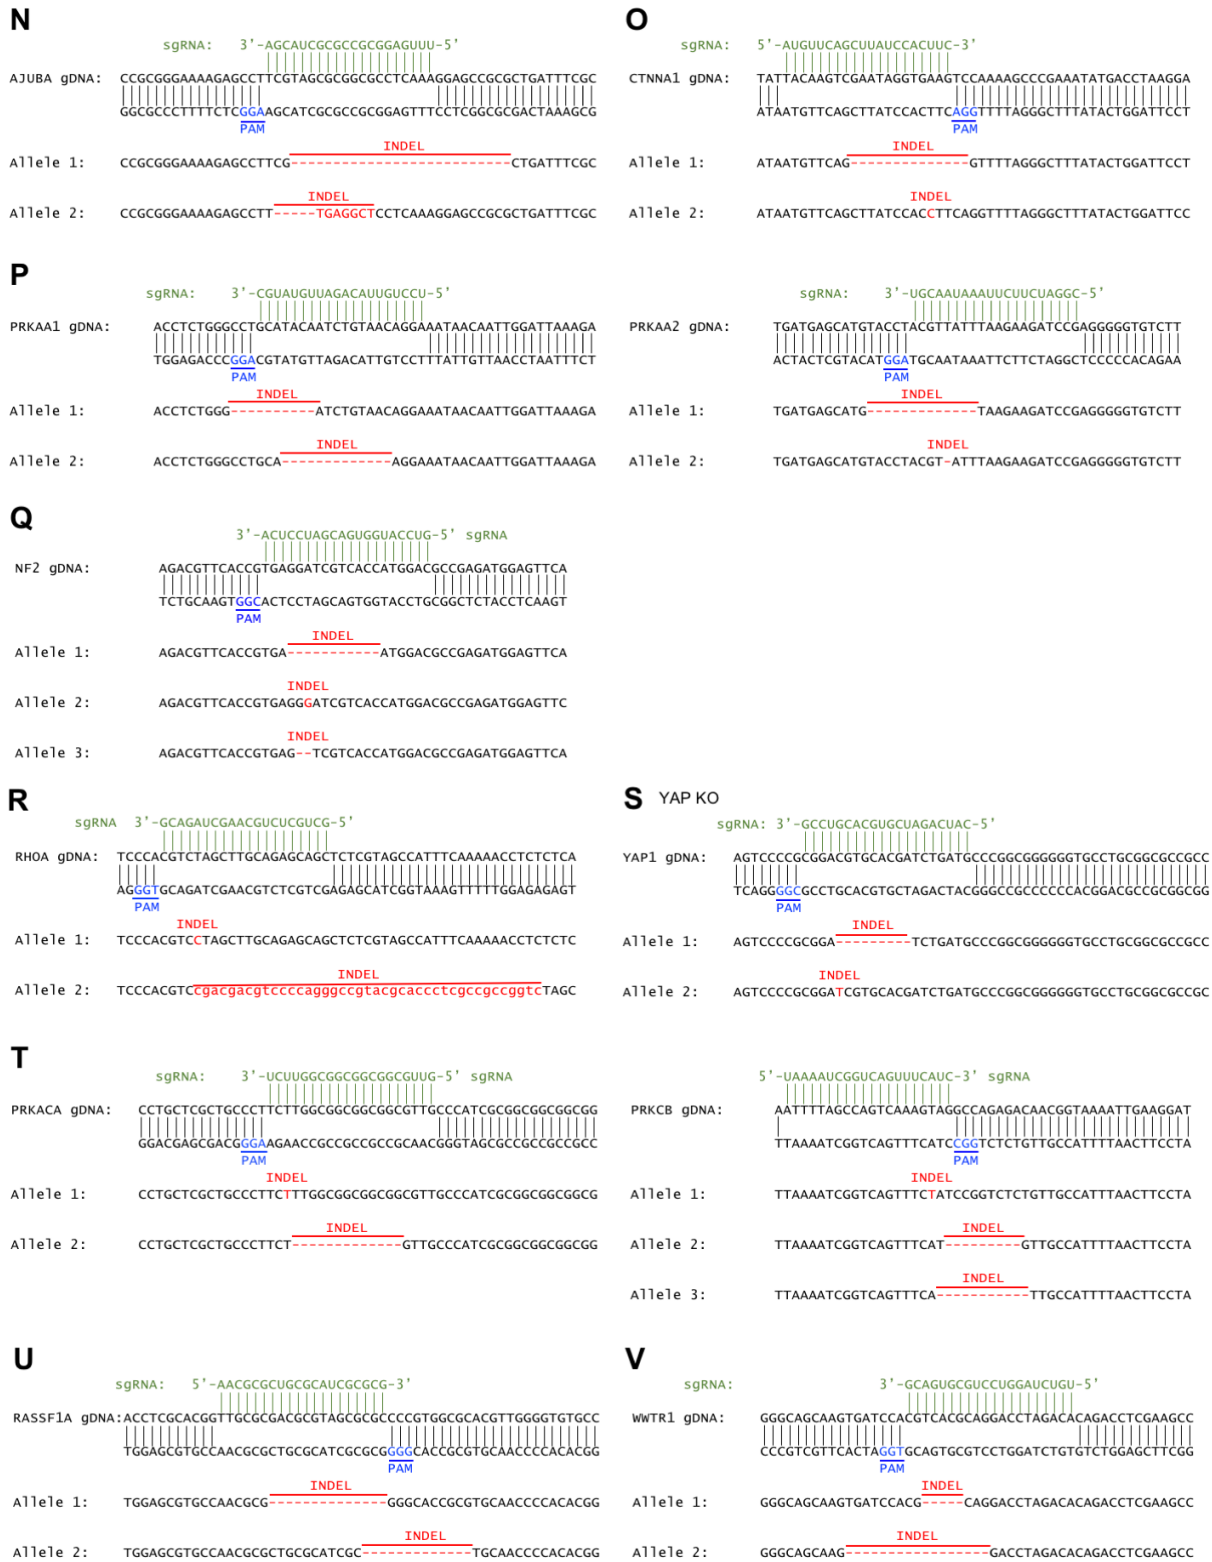 N
sgRNA: 3'-AGCAUCGCGCCGCGGAGUUU-5'
AJUBA gDNA: CCGCGGGAAAAGAGCCTTCGTAGCGCGGCGCCTCAAAGGAGCCGCGCTGATTTCGC
GGCGCCCTTTTCTCGGAAGCATCGCGCCGCGGAGTTTCCTCGGCGCGACTAAAGCG
PAM
INDEL
Allele 1: CCGCGGGAAAAGAGCCTTCG--------------------------CTGATTTCGC
INDEL
Allele 2: CCGCGGGAAAAGAGCCTT-----TGAGGCTCCTCAAAGGAGCCGCGCTGATTTCGC
O
sgRNA: 5'-AUGUUCAGCUUAUCCACUUC-3'
CTNNA1 gDNA: TATTACAAGTCGAATAGGTGAAGTCCAAAAGCCCGAAATATGACCTAAGGA
ATAATGTTCAGCTTATCCACTTCAGGTTTTAGGGCTTTATACTGGATTCCT
PAM
INDEL
Allele 1: ATAATGTTCAG--------------GTTTTAGGGCTTTATACTGGATTCCT
INDEL
Allele 2: ATAATGTTCAGCTTATCCACCTTCAGGTTTTAGGGCTTTATACTGGATTCC
P
sgRNA: 3'-CGUAUGUUAGACAUUGUCCU-5'
PRKAA1 gDNA: ACCTCTGGGCCTGCATACAATCTGTAACAGGAAATAACAATTGGATTAAAGA
TGGAGACCCGGACGTATGTTAGACATTGTCCTTTATTGTTAACCTAATTTCT
PAM
INDEL
Allele 1: ACCTCTGGG----------ATCTGTAACAGGAAATAACAATTGGATTAAAGA
INDEL
Allele 2: ACCTCTGGGCCTGCA-------------AGGAAATAACAATTGGATTAAAGA
sgRNA: 3'-UGCAAUAAAUUCUUCUAGGC-5'
PRKAA2 gDNA: TGATGAGCATGTACCTACGTTATTTAAGAAGATCCGAGGGGGTGTCTT
ACTACTCGTACATGGATGCAATAAATTCTTCTAGGCTCCCCCACAGAA
PAM
INDEL
Allele 1: TGATGAGCATG-------------TAAGAAGATCCGAGGGGGTGTCTT
INDEL
Allele 2: TGATGAGCATGTACCTACGT-ATTTAAGAAGATCCGAGGGGGTGTCTT
Q
3'-ACUCCUAGCAGUGGUACCUG-5' sgRNA
NF2 gDNA: AGACGTTCACCGTGAGGATCGTCACCATGGACGCCGAGATGGAGTTCA
TCTGCAAGTGGCACTCCTAGCAGTGGTACCTGCGGCTCTACCTCAAGT
PAM
INDEL
Allele 1: AGACGTTCACCGTGA-----------ATGGACGCCGAGATGGAGTTCA
INDEL
Allele 2: AGACGTTCACCGTGAGGGATCGTCACCATGGACGCCGAGATGGAGTTC
INDEL
Allele 3: AGACGTTCACCGTGAG--TCGTCACCATGGACGCCGAGATGGAGTTCA
R
sgRNA 3'-GCAGAUCGAACGUCUCGUCG-5'
RHOA gDNA: TCCCACGTCTAGCTTGCAGAGCAGCTCTCGTAGCCATTTCAAAAACCTCTCTCA
AGGGTGCAGATCGAACGTCTCGTCGAGAGCATCGGTAAAGTTTTTGGAGAGAGT
PAM
INDEL
Allele 1: TCCCACGTCCTAGCTTGCAGAGCAGCTCTCGTAGCCATTTCAAAAACCTCTCTC
INDEL
Allele 2: TCCCACGTCcgacgacgtccccagggccgtacgcaccctcgccgccggtcTAGC
S YAP KO
sgRNA: 3'-GCCUGCACGUGCUAGACUAC-5'
YAP1 gDNA: AGTCCCCGCGGACGTGCACGATCTGATGCCCGGCGGGGGGTGCCTGCGGCGCCGCC
TCAGGGGCGCCTGCACGTGCTAGACTACGGGCCGCCCCCCACGGACGCCGCGGCGG
PAM
INDEL
Allele 1: AGTCCCCGCGGA---------TCTGATGCCCGGCGGGGGGTGCCTGCGGCGCCGCC
INDEL
Allele 2: AGTCCCCGCGGATCGTGCACGATCTGATGCCCGGCGGGGGGTGCCTGCGGCGCCGC
T
sgRNA: 3'-UCUUGGCGGCGGCGGCGUUG-5' sgRNA
PRKACA gDNA: CCTGCTCGCTGCCCTTCTTGGCGGCGGCGGCGTTGCCCATCGCGGCGGCGGCGG
GGACGAGCGACGGGAAGAACCGCCGCCGCCGCAACGGGTAGCGCCGCCGCCGCC
PAM
INDEL
Allele 1: CCTGCTCGCTGCCCTTCTTTGGCGGCGGCGGCGTTGCCCATCGCGGCGGCGGCG
INDEL
Allele 2: CCTGCTCGCTGCCCTTCT-------------GTTGCCCATCGCGGCGGCGGCGG
5'-UAAAAUCGGUCAGUUUCAUC-3' sgRNA
PRKCB gDNA: AATTTTAGCCAGTCAAAGTAGGCCAGAGACAACGGTAAAATTGAAGGAT
TTAAAATCGGTCAGTTTCATCCGGTCTCTGTTGCCATTTTAACTTCCTA
PAM
INDEL
Allele 1: TTAAAATCGGTCAGTTTCTATCCGGTCTCTGTTGCCATTTAACTTCCTA
INDEL
Allele 2: TTAAAATCGGTCAGTTTCAT---------GTTGCCATTTTAACTTCCTA
INDEL
Allele 3: TTAAAATCGGTCAGTTTCA-----------TTGCCATTTTAACTTCCTA
U
sgRNA: 5'-AACGCGCUGCGCAUCGCGCG-3'
RASSF1A gDNA:ACCTCGCACGGTTGCGCGACGCGTAGCGCGCCCCGTGGCGCACGTTGGGGTGTGCC
TGGAGCGTGCCAACGCGCTGCGCATCGCGCGGGGCACCGCGTGCAACCCCACACGG
PAM
INDEL
Allele 1: TGGAGCGTGCCAACGCG--------------GGGCACCGCGTGCAACCCCACACGG
INDEL
Allele 2: TGGAGCGTGCCAACGCGCTGCGCATCGC-------------TGCAACCCCACACGG
V
sgRNA: 3'-GCAGUGCGUCCUGGAUCUGU-5'
WWTR1 gDNA: GGGCAGCAAGTGATCCACGTCACGCAGGACCTAGACACAGACCTCGAAGCC
CCCGTCGTTCACTAGGTGCAGTGCGTCCTGGATCTGTGTCTGGAGCTTCGG
PAM
INDEL
Allele 1: GGGCAGCAAGTGATCCACG-----CAGGACCTAGACACAGACCTCGAAGCC
INDEL
Allele 2: GGGCAGCAAG-----------------GACCTAGACACAGACCTCGAAGCC